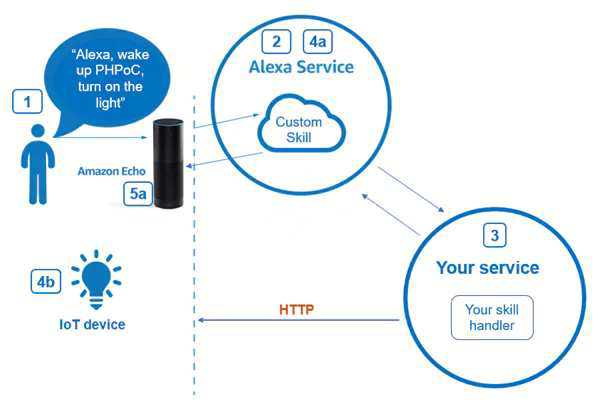 1
“Alexa, wake
up PHPoC,
turn on the
light”
Amazon Echo
5a
2 4a
Alexa Service
Custom
Skill
3
Your service
Your skill
handler
HTTP
4b
IoT device